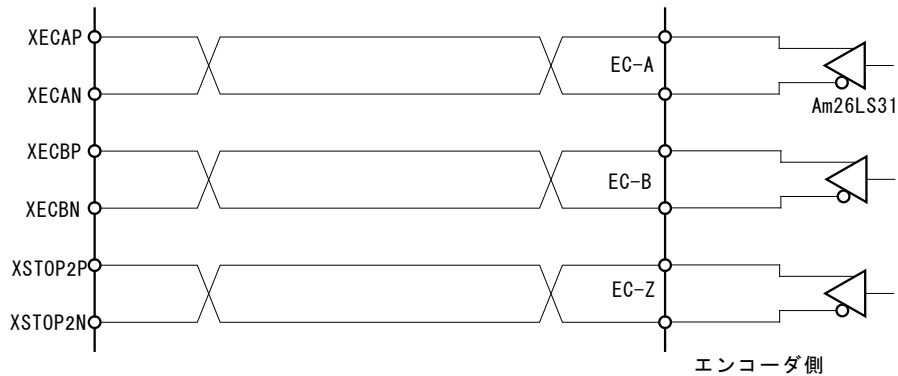 XECAP
EC-A
XECAN
Am26LS31
XECBP
EC-B
XECBN
XSTOP2P
EC-Z
XSTOP2N
エンコーダ側